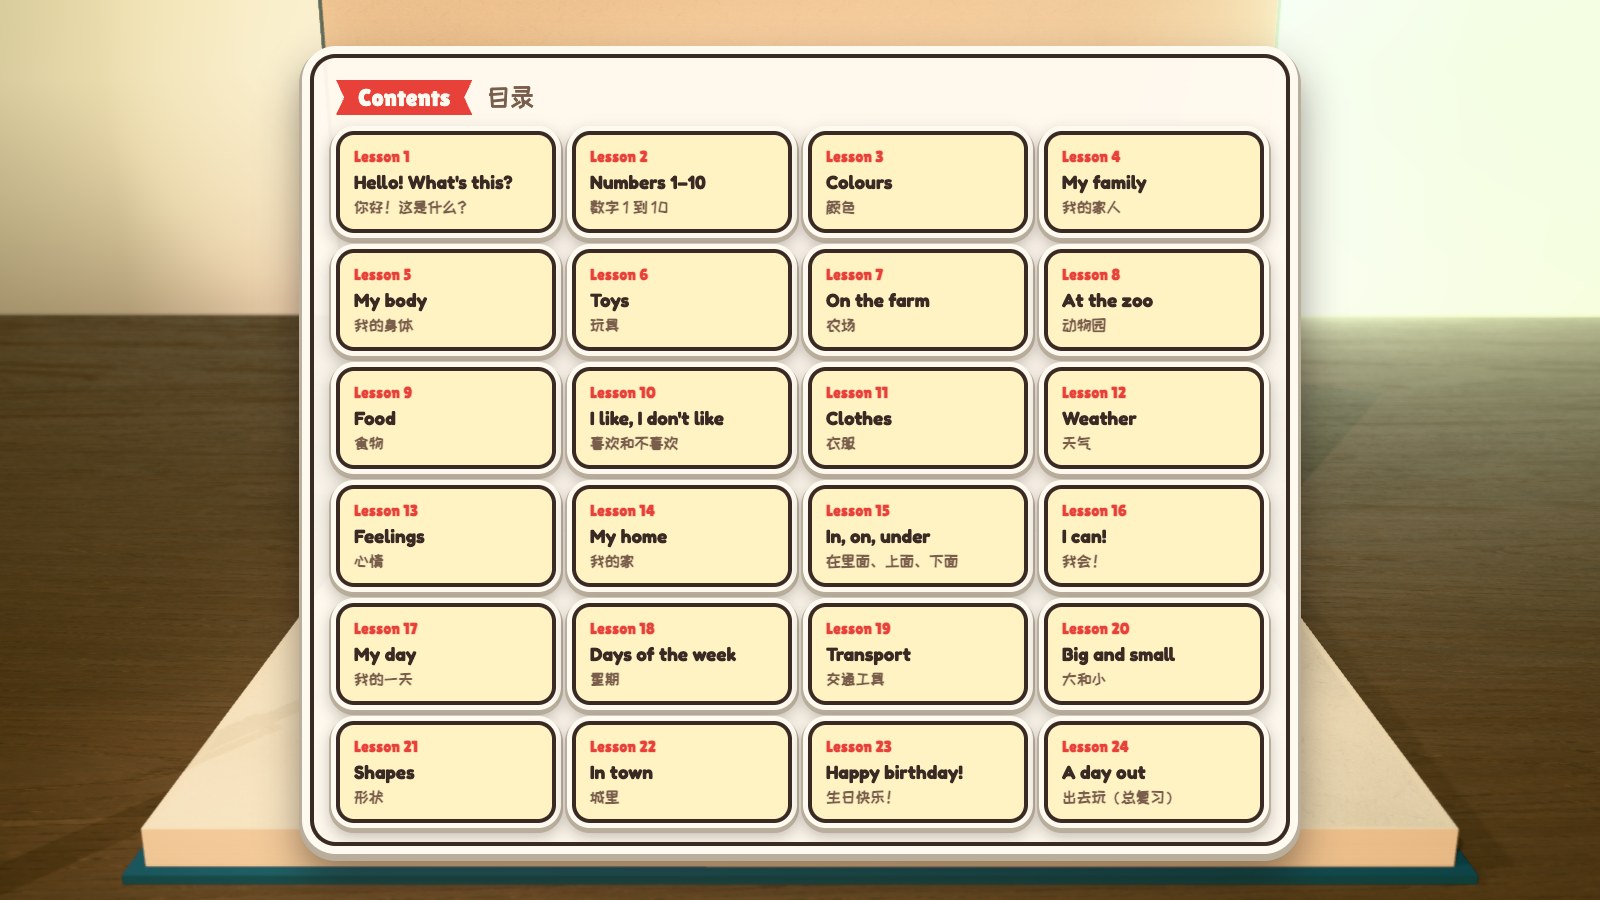 Contents 目录
Lesson 1
Hello! What's this?
你好！这是什么？
Lesson 2
Numbers 1–10
数字 1 到 10
Lesson 3
Colours
颜色
Lesson 4
My family
我的家人
Lesson 5
My body
我的身体
Lesson 6
Toys
玩具
Lesson 7
On the farm
农场
Lesson 8
At the zoo
动物园
Lesson 9
Food
食物
Lesson 10
I like, I don't like
喜欢和不喜欢
Lesson 11
Clothes
衣服
Lesson 12
Weather
天气
Lesson 13
Feelings
心情
Lesson 14
My home
我的家
Lesson 15
In, on, under
在里面、上面、下面
Lesson 16
I can!
我会！
Lesson 17
My day
我的一天
Lesson 18
Days of the week
星期
Lesson 19
Transport
交通工具
Lesson 20
Big and small
大和小
Lesson 21
Shapes
形状
Lesson 22
In town
城里
Lesson 23
Happy birthday!
生日快乐！
Lesson 24
A day out
出去玩（总复习）